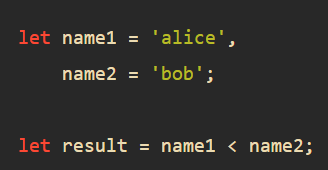 let name1 = 'alice',
    name2 = 'bob';

let result = name1 < name2;